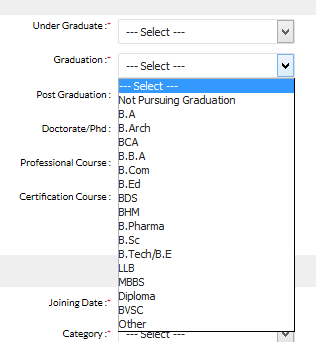 Under Graduate :*
--- Select ---
Graduation :*
--- Select ---
--- Select ---
Not Pursuing Graduation
B.A
B.Arch
BCA
B.B.A
B.Com
B.Ed
BDS
BHM
B.Pharma
B.Sc
B.Tech/B.E
LLB
MBBS
Diploma
BVSC
Other
Post Graduation :
Doctorate/Phd :
Professional Course :
Certification Course :
Joining Date :*
Category :*
--- Select ---